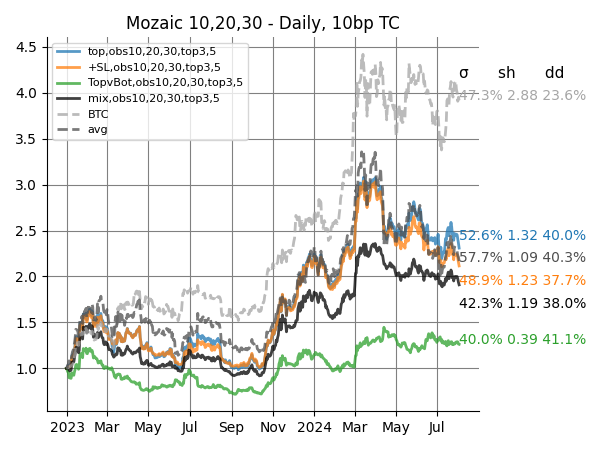 Mozaic 10,20,30 - Daily, 10bp TC
4.5
4.0
3.5
3.0
2.5
2.0
1.5
1.0
top,obs10,20,30,top3,5
+SL,obs10,20,30,top3,5
TopvBot,obs10,20,30,top3,5
mix,obs10,20,30,top3,5
BTC
avg
σ sh dd
47.3% 2.88 23.6%
52.6% 1.32 40.0%
57.7% 1.09 40.3%
48.9% 1.23 37.7%
42.3% 1.19 38.0%
40.0% 0.39 41.1%
2023 Mar May Jul Sep Nov 2024 Mar May Jul